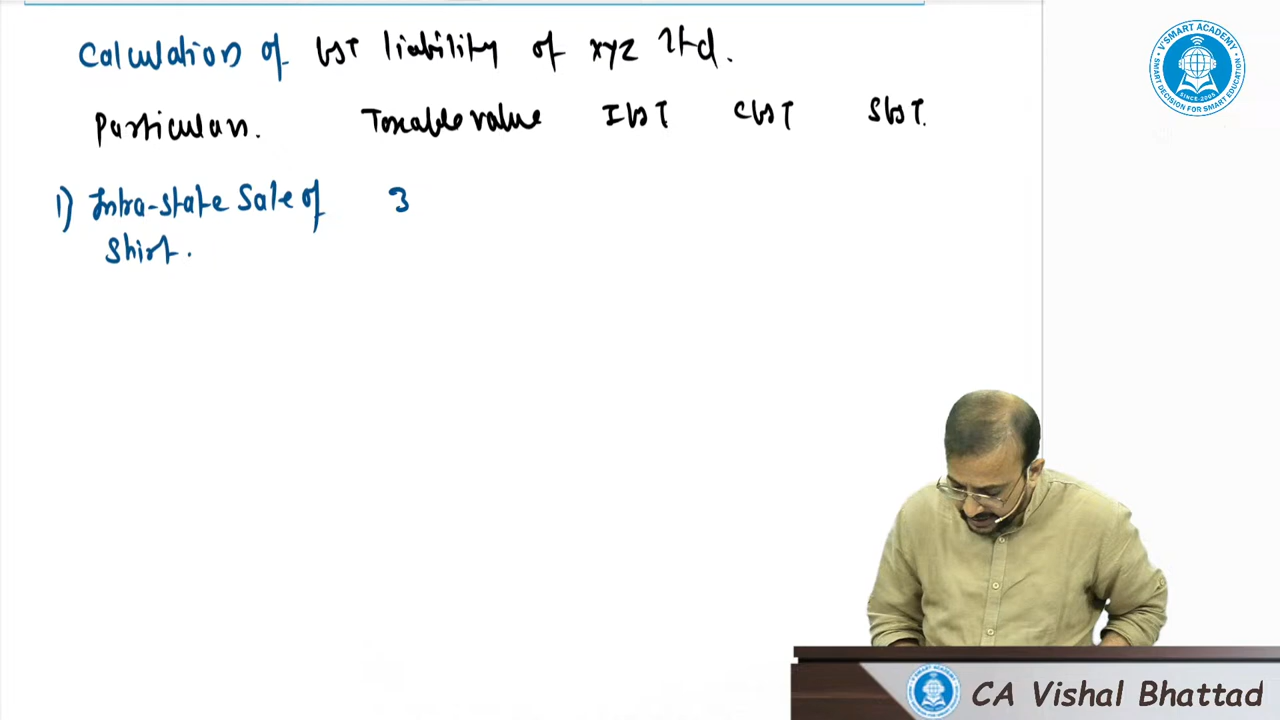 Calculation of GST liability of xyz Ltd.
Particulars. Taxable value IGST CGST SGST.
1) Intra-state Sale of 3
Shirt.
V'SMART ACADEMY
SMART DECISION FOR SMART EDUCATION
SINCE-2005
CA Vishal Bhattad